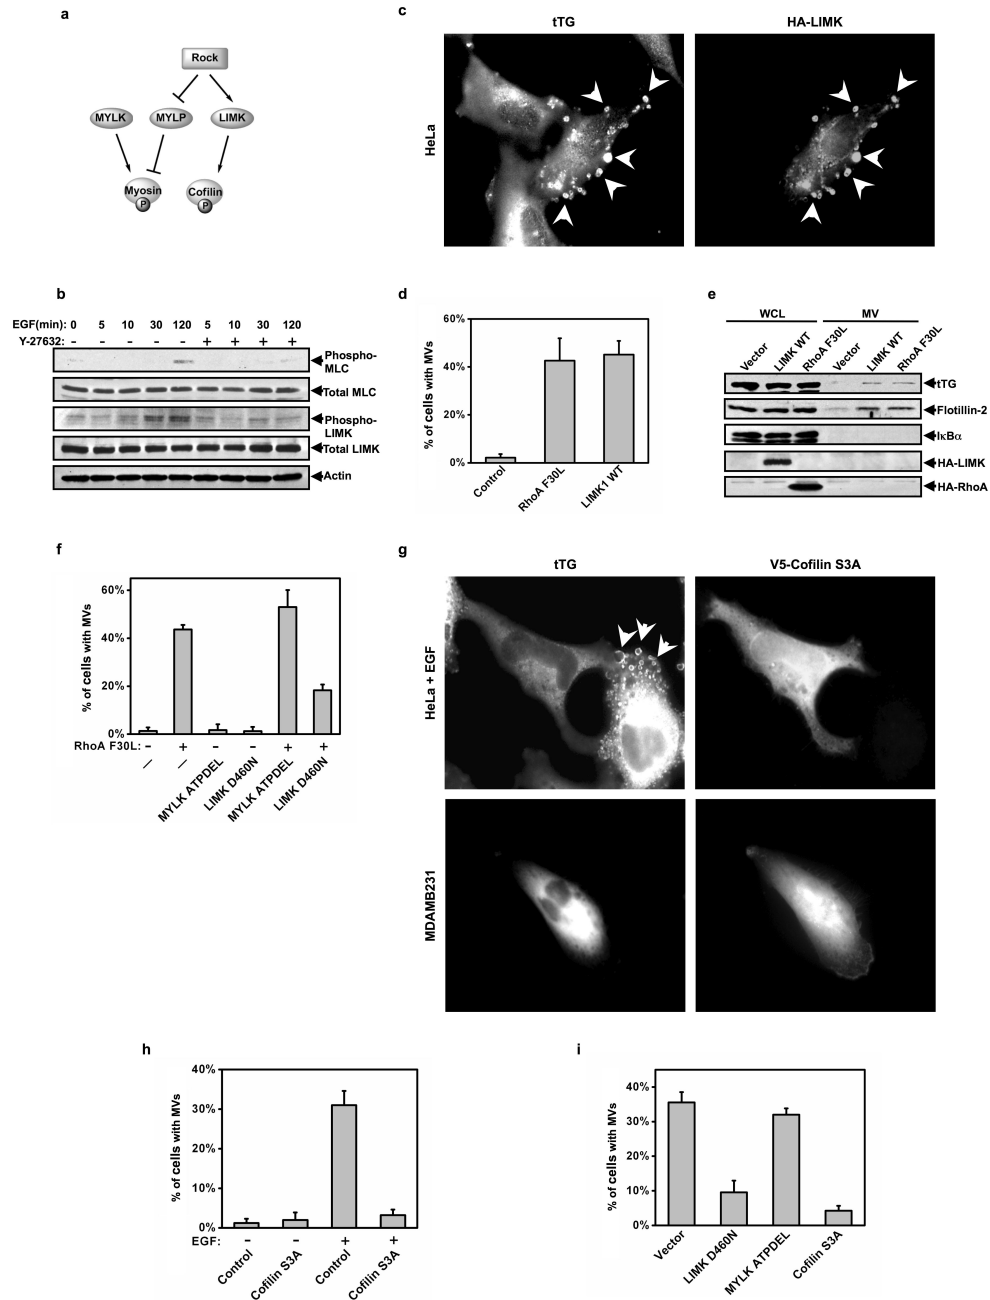 a
Rock
MYLK MYLP LIMK
Myosin Cofilin
P P
c
tTG HA-LIMK
HeLa
b
EGF(min): 0 5 10 30 120 5 10 30 120
Y-27632: – – – – – + + + +
Phospho-
MLC
Total MLC
Phospho-
LIMK
Total LIMK
Actin
d
% of cells with MVs
60%
40%
20%
0%
Control RhoA F30L LIMK1 WT
e
WCL MV
Vector LIMK WT RhoA F30L Vector LIMK WT RhoA F30L
tTG
Flotillin-2
IκBα
HA-LIMK
HA-RhoA
f
% of cells with MVs
60%
40%
20%
0%
RhoA F30L: – + – – + +
— — MYLK ATPDEL LIMK D460N MYLK ATPDEL LIMK D460N
g
tTG V5-Cofilin S3A
HeLa + EGF
MDAMB231
h
% of cells with MVs
40%
30%
20%
10%
0%
EGF: – – + +
Control Cofilin S3A Control Cofilin S3A
i
% of cells with MVs
40%
30%
20%
10%
0%
Vector LIMK D460N MYLK ATPDEL Cofilin S3A